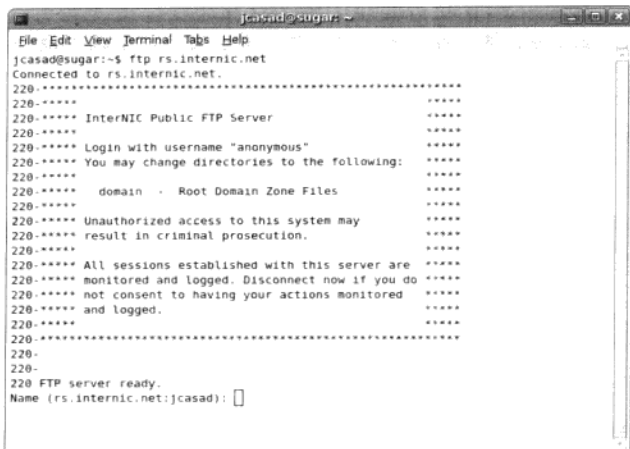 jcasad@sugar: ~
File Edit View Terminal Tabs Help
jcasad@sugar:~$ ftp rs.internic.net
Connected to rs.internic.net.
220-**********************************************************
220-***** *****
220-***** InterNIC Public FTP Server *****
220-***** *****
220-***** Login with username "anonymous" *****
220-***** You may change directories to the following: *****
220-***** *****
220-***** domain - Root Domain Zone Files *****
220-***** *****
220-***** Unauthorized access to this system may *****
220-***** result in criminal prosecution. *****
220-***** *****
220-***** All sessions established with this server are *****
220-***** monitored and logged. Disconnect now if you do *****
220-***** not consent to having your actions monitored *****
220-***** and logged. *****
220-***** *****
220-**********************************************************
220-
220-
220 FTP server ready.
Name (rs.internic.net:jcasad):